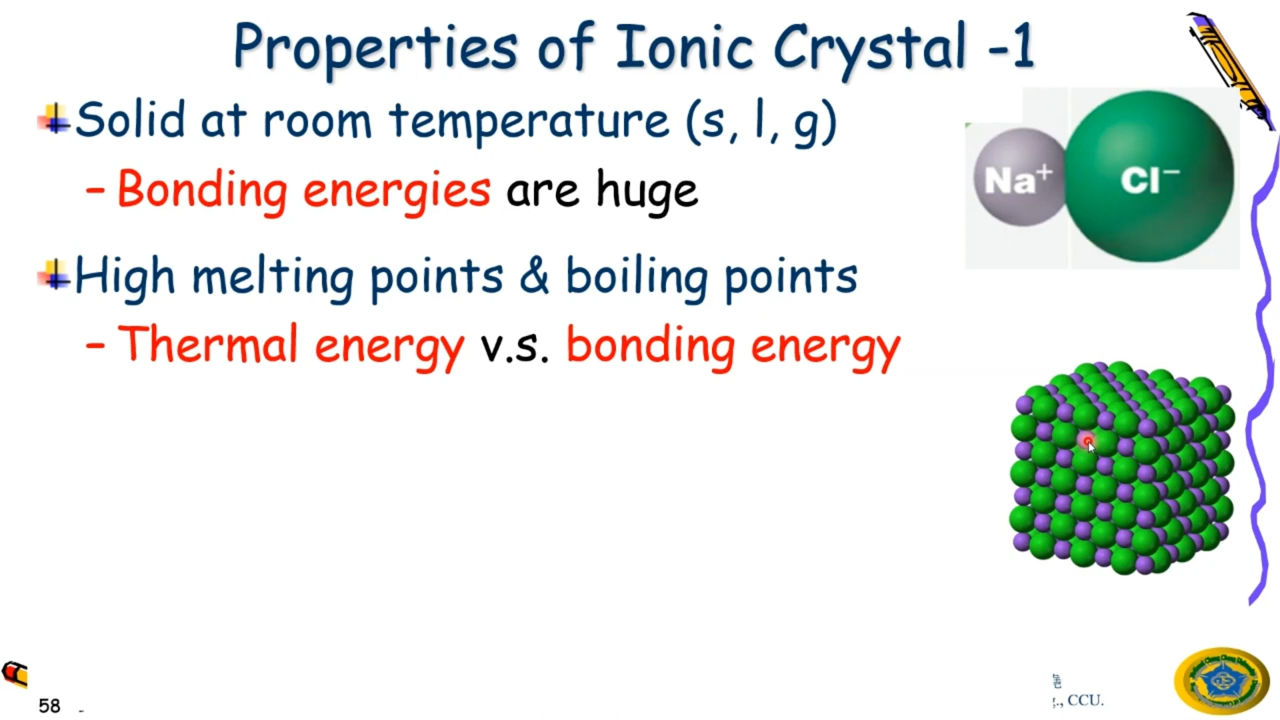 Properties of Ionic Crystal -1
Solid at room temperature (s, l, g)
– Bonding energies are huge
High melting points & boiling points
– Thermal energy v.s. bonding energy
Na⁺ Cl⁻
58 -
., CCU.